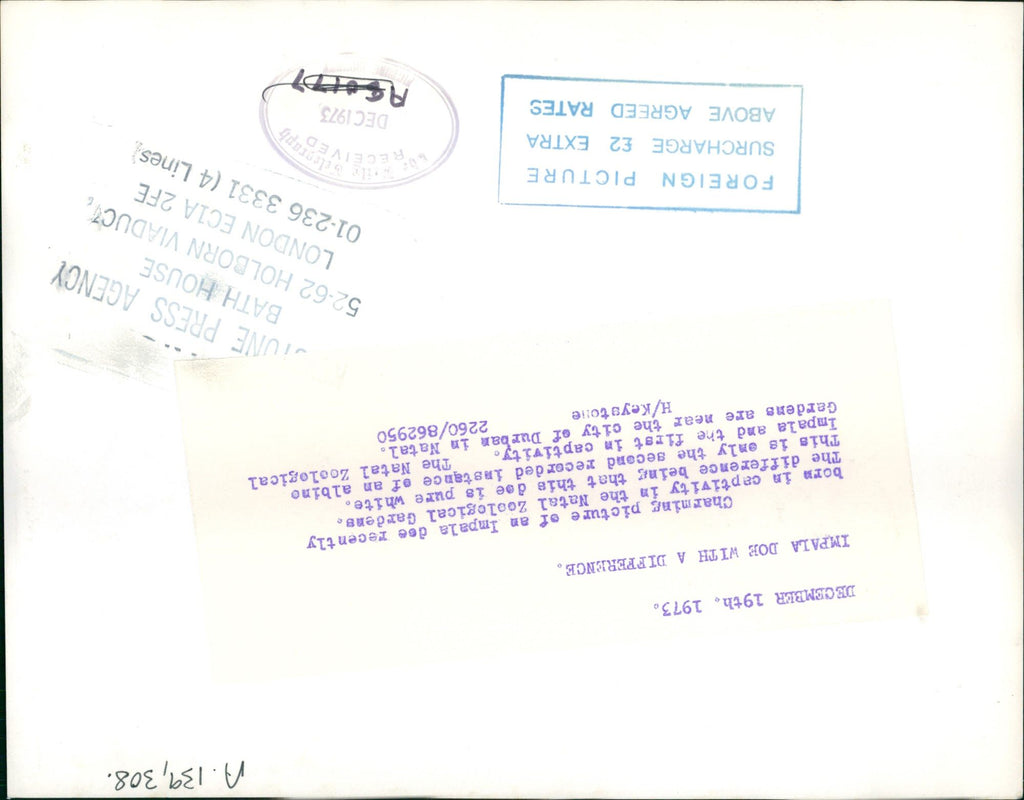 A.139,308.
DECEMBER 19th. 1973.
IMPALA DOE WITH A DIFFERENCE.
Charming picture of an Impala doe recently
born in captivity in the Natal Zoological Gardens.
The difference being that this doe is pure white.
This is only the second recorded instance of an albino
Impala and the first in captivity. The Natal Zoological
Gardens are near the city of Durban in Natal.
H/Keystone 2260/862950
STONE PRESS AGENCY
BATH HOUSE
52-62 HOLBORN VIADUCT,
LONDON EC1A 2FE
01-236 3331 (4 Lines)
FOREIGN PICTURE
SURCHARGE £2 EXTRA
ABOVE AGREED RATES
RECEIVED
Telegraph
DEC 1973